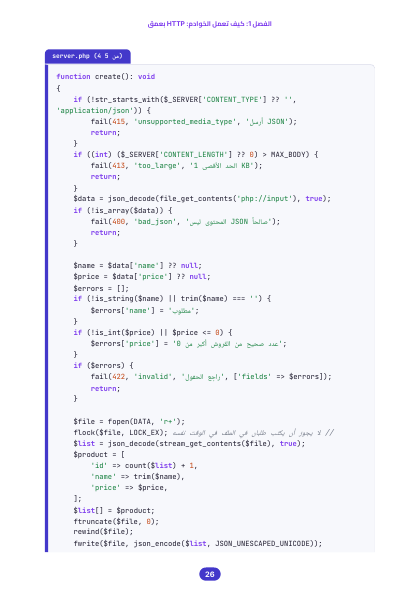 الفصل 1: كيف تعمل الخوادم: HTTP بعمق
server.php (4 من 5)
function create(): void
{
    if (!str_starts_with($_SERVER['CONTENT_TYPE'] ?? '',
'application/json')) {
        fail(415, 'unsupported_media_type', 'أرسل JSON');
        return;
    }
    if ((int) ($_SERVER['CONTENT_LENGTH'] ?? 0) > MAX_BODY) {
        fail(413, 'too_large', 'الحد الأقصى 1 KB');
        return;
    }
    $data = json_decode(file_get_contents('php://input'), true);
    if (!is_array($data)) {
        fail(400, 'bad_json', 'المحتوى ليس JSON صالحاً');
        return;
    }

    $name = $data['name'] ?? null;
    $price = $data['price'] ?? null;
    $errors = [];
    if (!is_string($name) || trim($name) === '') {
        $errors['name'] = 'مطلوب';
    }
    if (!is_int($price) || $price <= 0) {
        $errors['price'] = 'عدد صحيح من القروش أكبر من 0';
    }
    if ($errors) {
        fail(422, 'invalid', 'راجع الحقول', ['fields' => $errors]);
        return;
    }

    $file = fopen(DATA, 'r+');
    flock($file, LOCK_EX); // لا يجوز أن يكتب طلبان في الملف في الوقت نفسه
    $list = json_decode(stream_get_contents($file), true);
    $product = [
        'id' => count($list) + 1,
        'name' => trim($name),
        'price' => $price,
    ];
    $list[] = $product;
    ftruncate($file, 0);
    rewind($file);
    fwrite($file, json_encode($list, JSON_UNESCAPED_UNICODE));
26